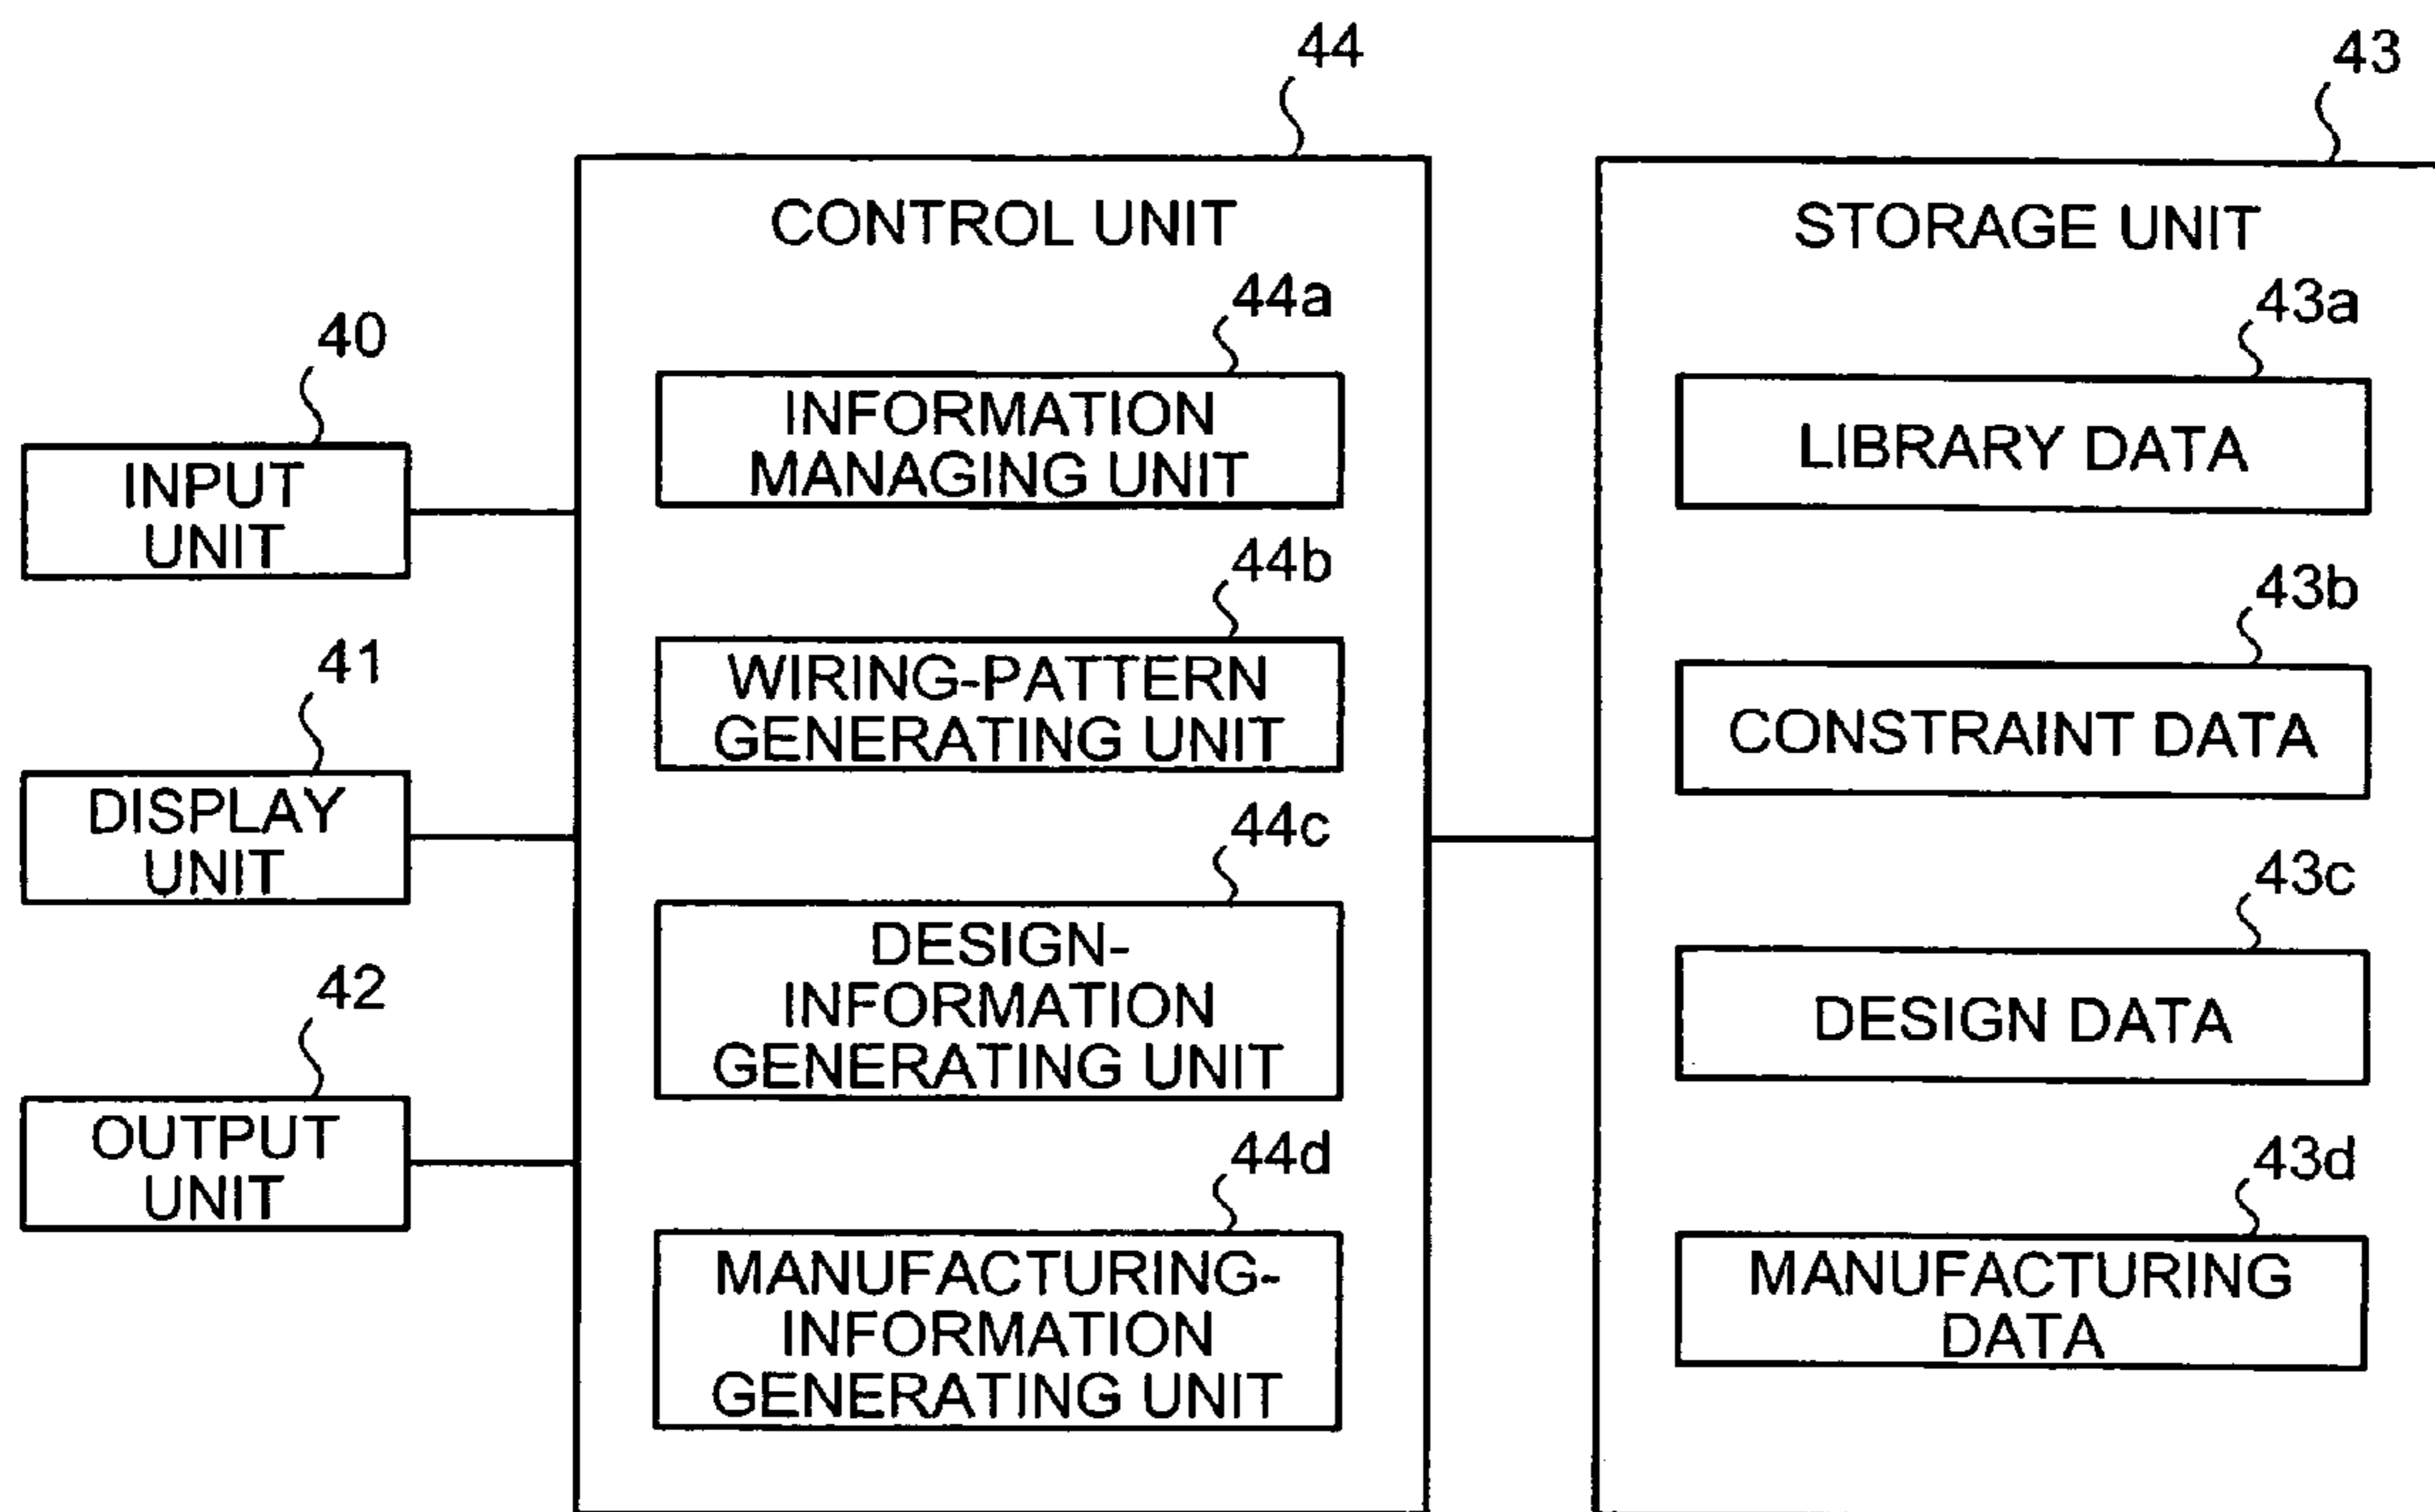 44
43
CONTROL UNIT
STORAGE UNIT
44a
43a
40
INFORMATION
MANAGING UNIT
LIBRARY DATA
INPUT
UNIT
44b
43b
41
WIRING-PATTERN
GENERATING UNIT
CONSTRAINT DATA
DISPLAY
UNIT
44c
43c
42
DESIGN-
INFORMATION
GENERATING UNIT
DESIGN DATA
OUTPUT
UNIT
44d
43d
MANUFACTURING-
INFORMATION
GENERATING UNIT
MANUFACTURING
DATA